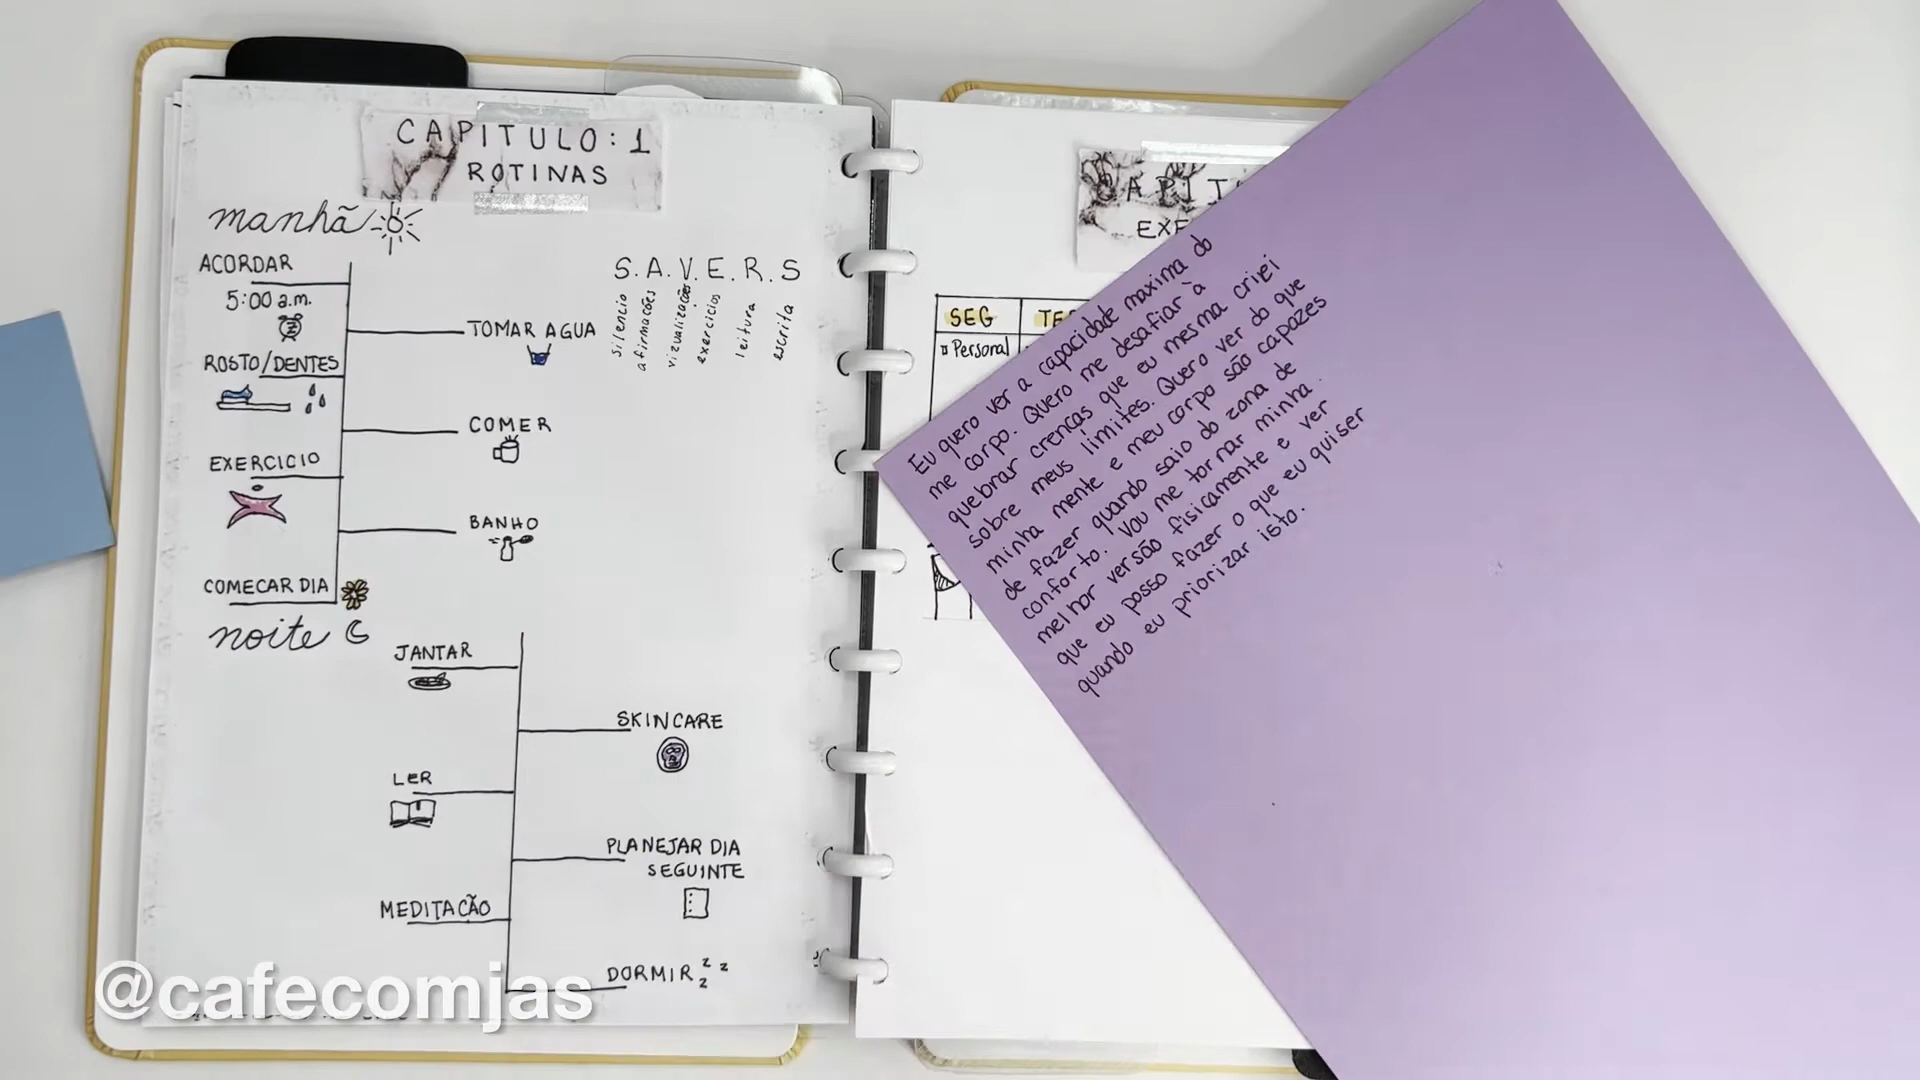 CAPITULO: 1
ROTINAS
manhã
ACORDAR
5:00 a.m.
TOMAR AGUA
ROSTO/DENTES
COMER
EXERCICIO
BANHO
COMECAR DIA
S.A.V.E.R.S
silencio
afirmações
vizualizações
exercicios
leitura
escrita
noite
JANTAR
SKINCARE
LER
PLANEJAR DIA
SEGUINTE
MEDITACÃO
DORMIR zzz
SEG
Personal
Eu quero ver a capacidade maxima do
me corpo. Quero me desafiar à
quebrar crenças que eu mesma criei
sobre meus limites. Quero ver do que
minha mente e meu corpo são capazes
de fazer quando saio do zona de
conforto. Vou me tornar minha
melhor versão fisicamente e ver
que eu posso fazer o que eu quiser
quando eu priorizar isto.
@cafecomjas